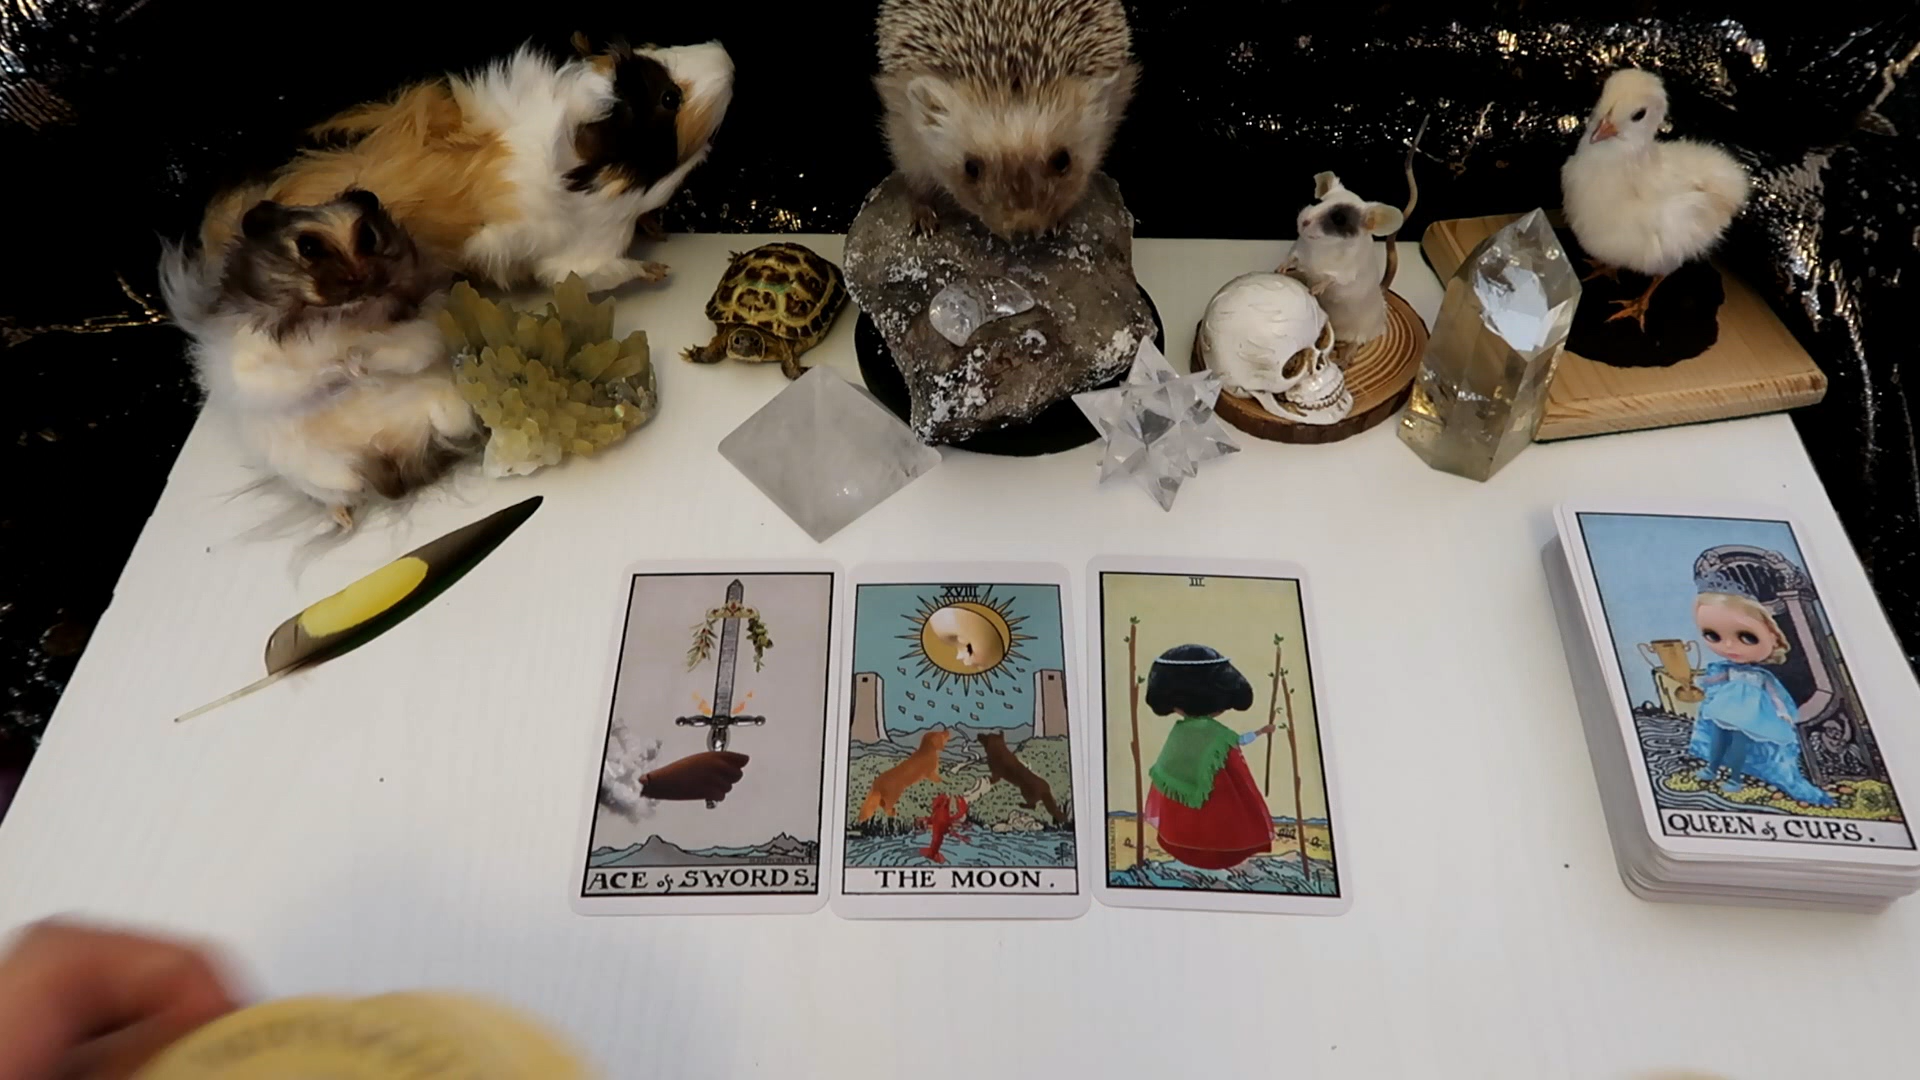 ACE of SWORDS.
XVIII
THE MOON.
III
QUEEN of CUPS.